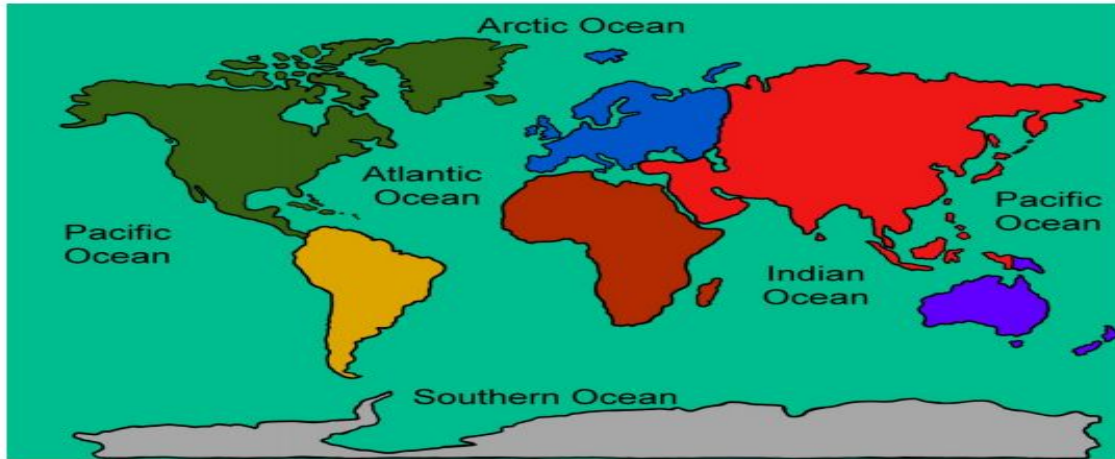 Arctic Ocean
Atlantic
Ocean
Pacific
Ocean
Pacific
Ocean
Indian
Ocean
Southern Ocean